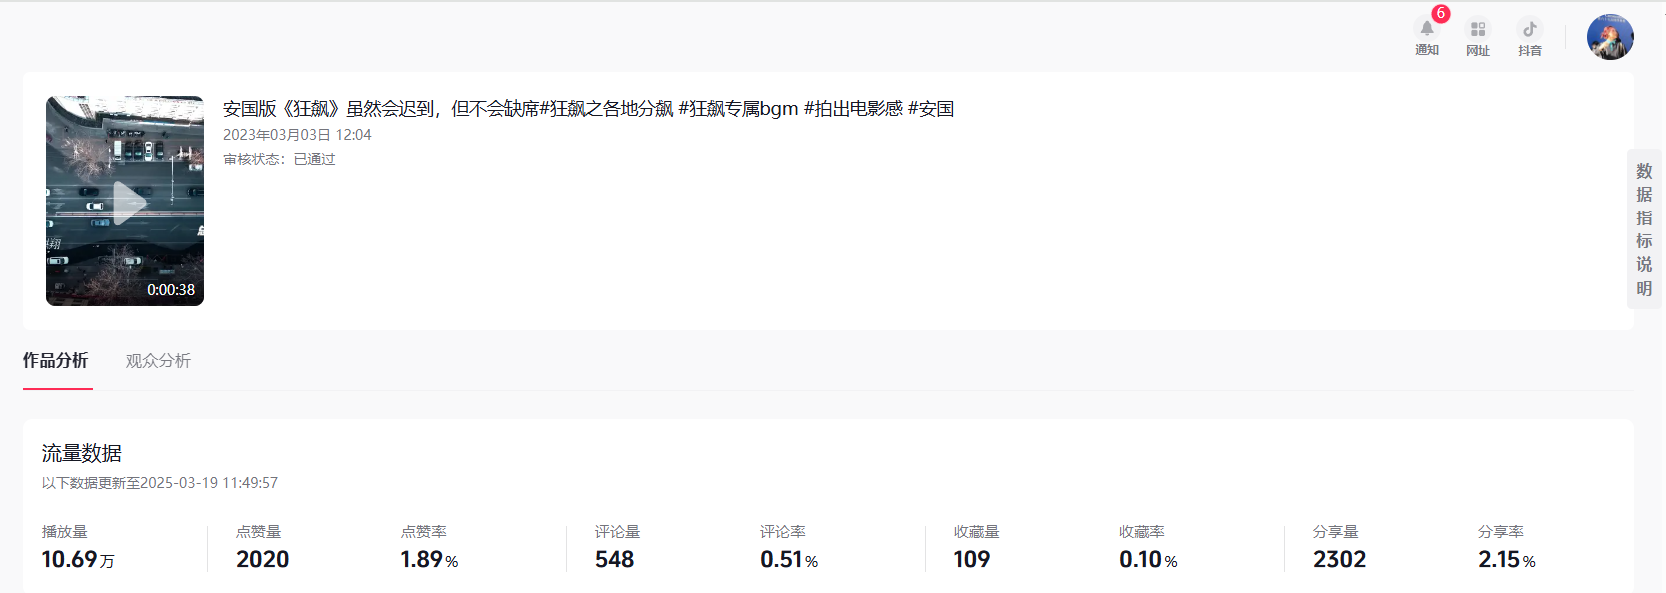 6
通知
网址
抖音
安国版《狂飙》虽然会迟到，但不会缺席#狂飙之各地分飙 #狂飙专属bgm #拍出电影感 #安国
2023年03月03日 12:04
审核状态：已通过
0:00:38
数据指标说明
作品分析
观众分析
流量数据
以下数据更新至2025-03-19 11:49:57
播放量
10.69万
点赞量
2020
点赞率
1.89%
评论量
548
评论率
0.51%
收藏量
109
收藏率
0.10%
分享量
2302
分享率
2.15%